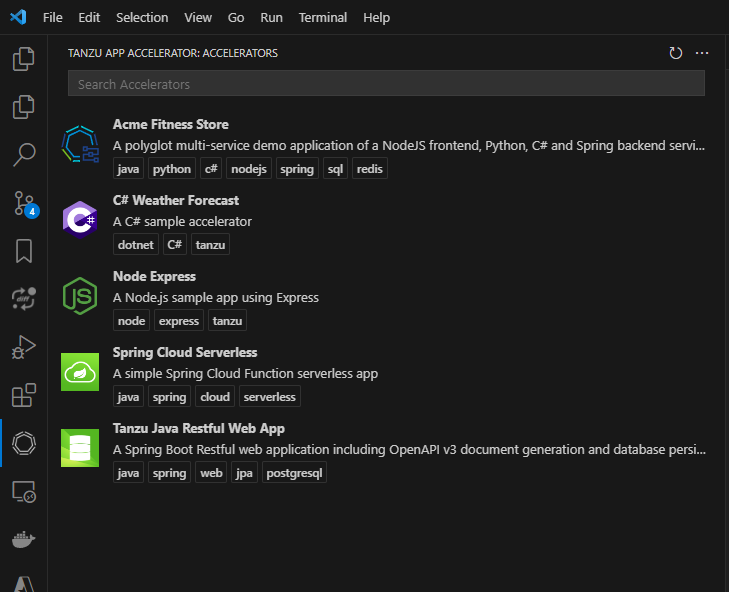 File Edit Selection View Go Run Terminal Help
TANZU APP ACCELERATOR: ACCELERATORS
Search Accelerators
Acme Fitness Store
A polyglot multi-service demo application of a NodeJS frontend, Python, C# and Spring backend servi...
java python c# nodejs spring sql redis
C# Weather Forecast
A C# sample accelerator
dotnet C# tanzu
Node Express
A Node.js sample app using Express
node express tanzu
Spring Cloud Serverless
A simple Spring Cloud Function serverless app
java spring cloud serverless
Tanzu Java Restful Web App
A Spring Boot Restful web application including OpenAPI v3 document generation and database persi...
java spring web jpa postgresql
4
diff
C#
JS